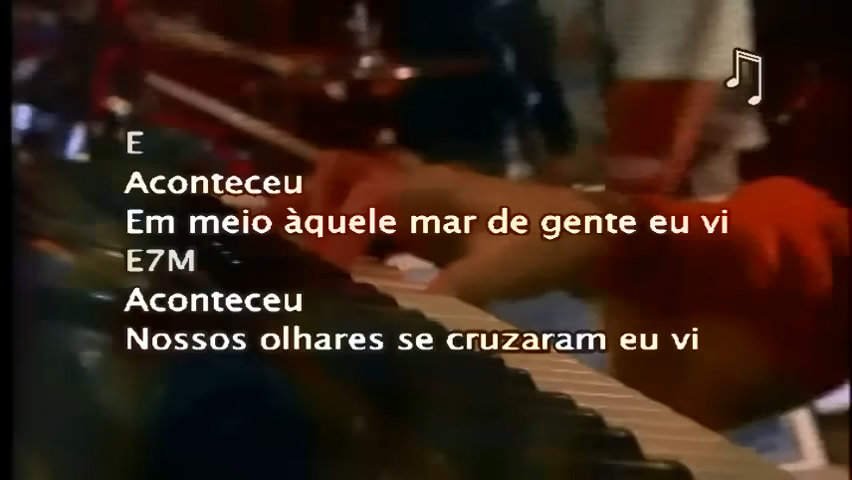 E
Aconteceu
Em meio àquele mar de gente eu vi
E7M
Aconteceu
Nossos olhares se cruzaram eu vi